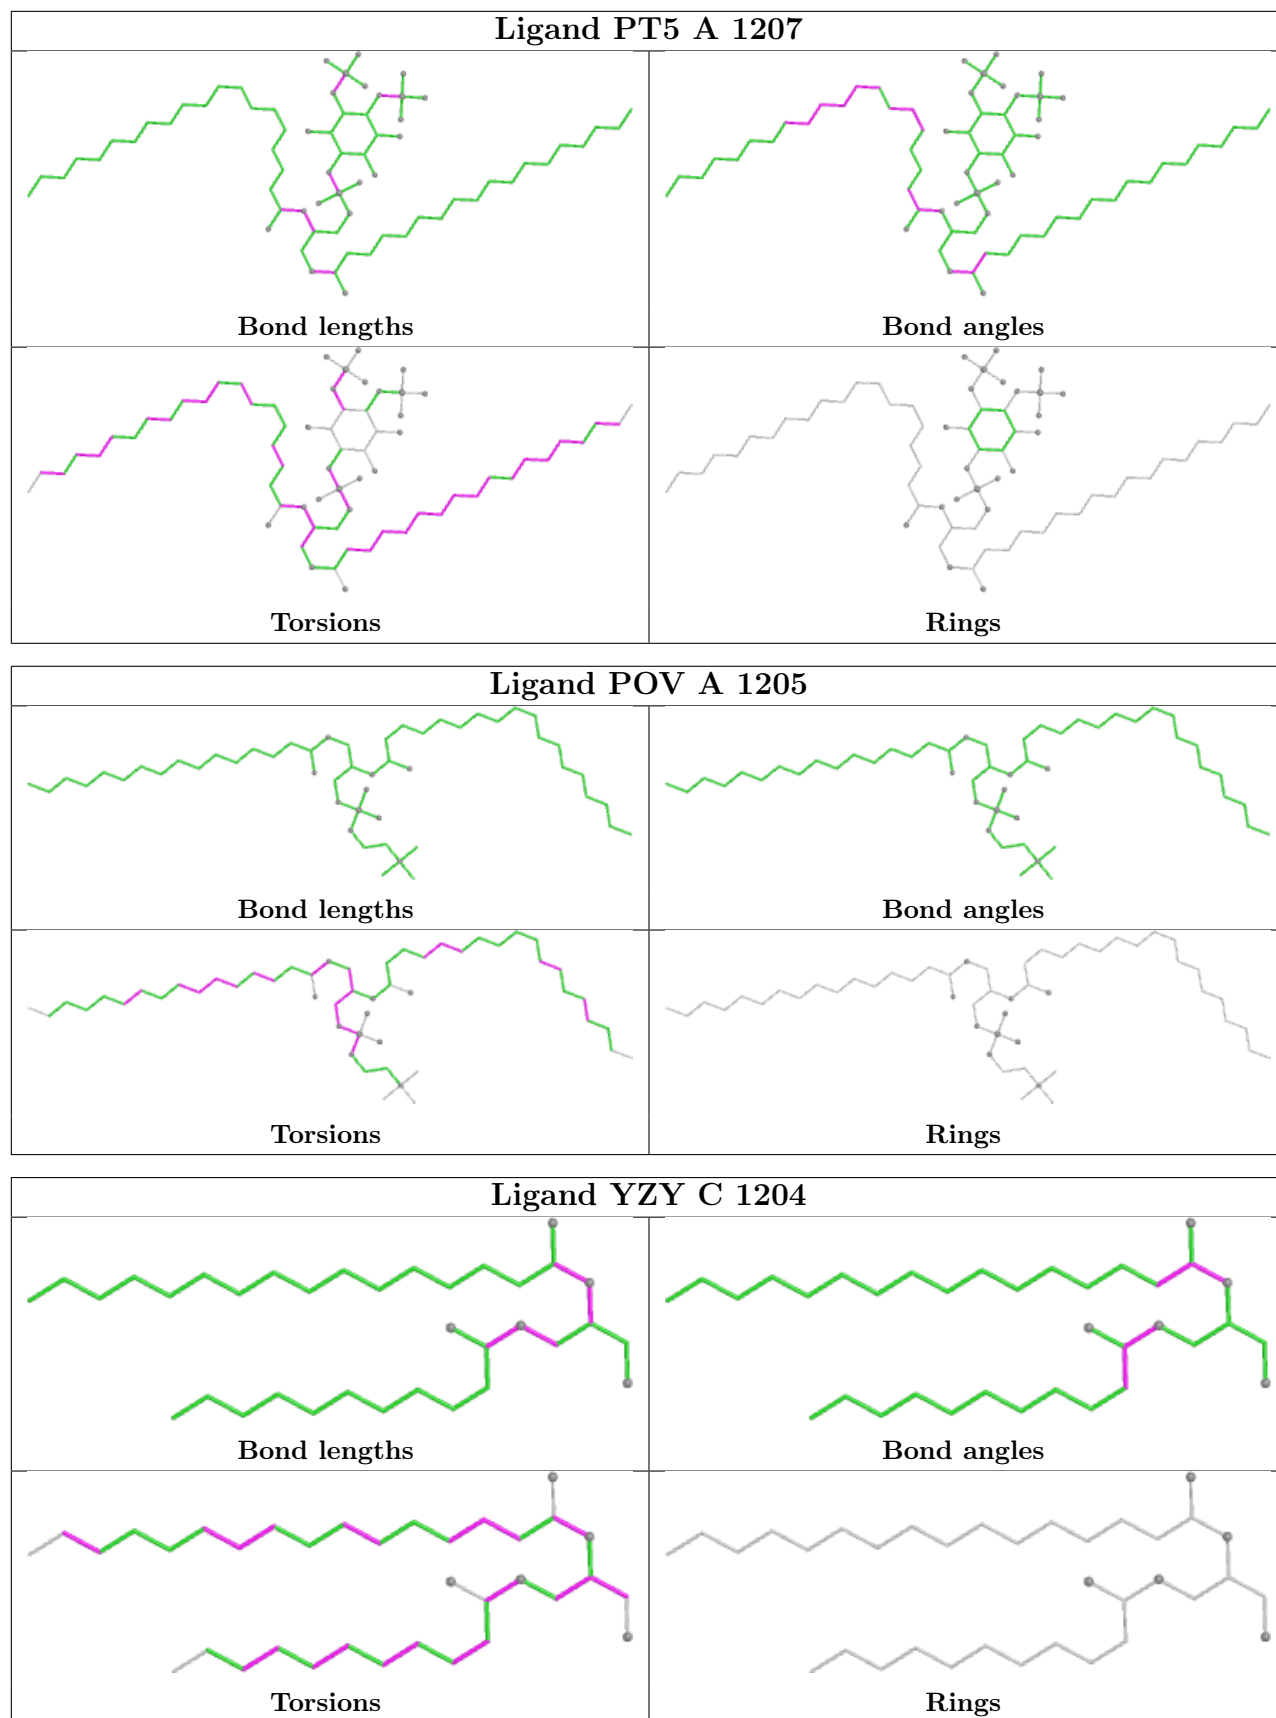 Ligand PT5 A 1207
Bond lengths
Bond angles
Torsions
Rings
Ligand POV A 1205
Bond lengths
Bond angles
Torsions
Rings
Ligand YZY C 1204
Bond lengths
Bond angles
Torsions
Rings